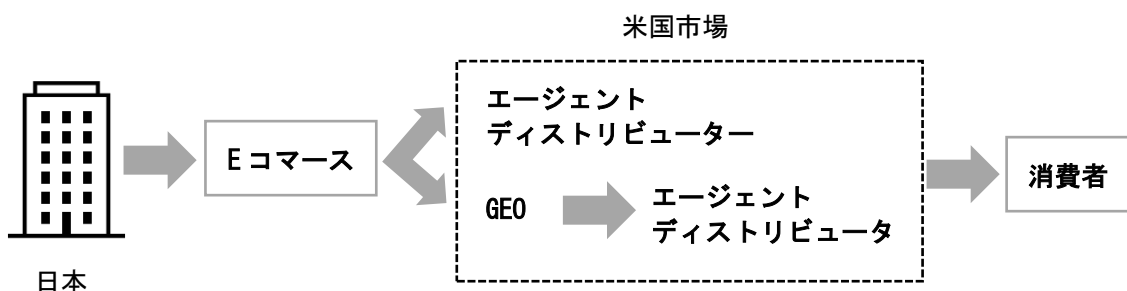 米国市場
エージェント
ディストリビューター
Eコマース
GEO
エージェント
ディストリビュータ
消費者
日本